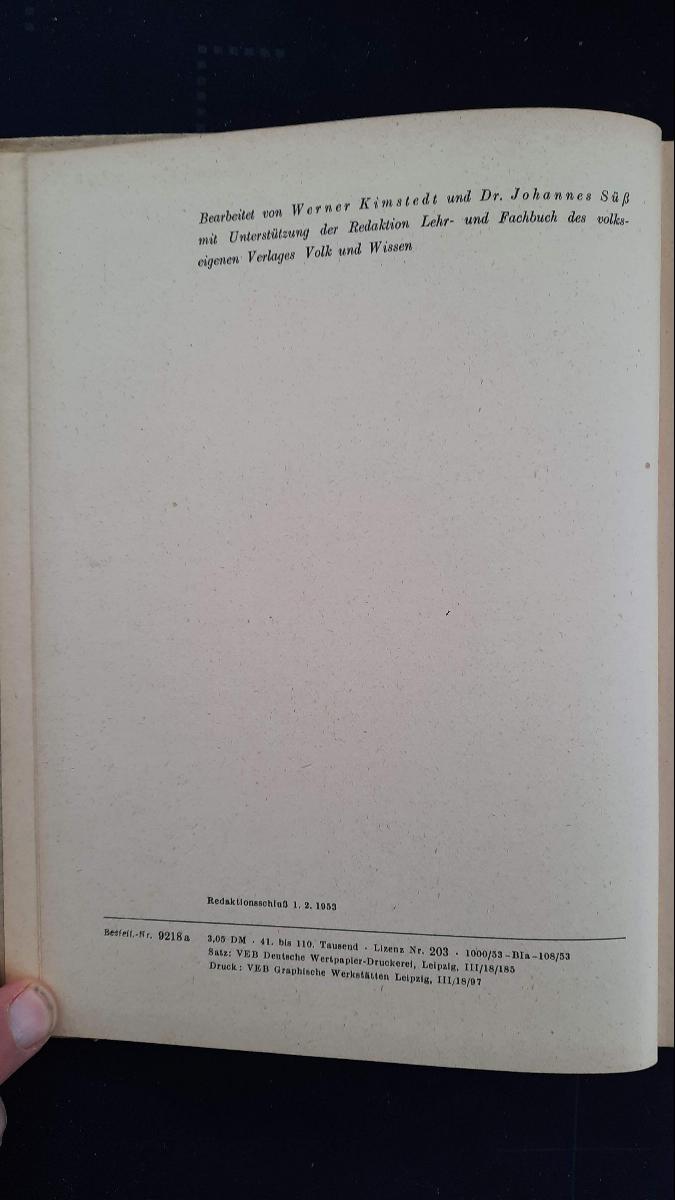 Bearbeitet von Werner Kimstedt und Dr. Johannes Süß
mit Unterstützung der Redaktion Lehr- und Fachbuch des volks-
eigenen Verlages Volk und Wissen
Redaktionsschluß 1. 2. 1953
Bestell.-Nr. 9218a 3,05 DM · 41. bis 110. Tausend · Lizenz Nr. 203 · 1000/53-BIa-108/53
Satz: VEB Deutsche Wertpapier-Druckerei, Leipzig, III/18/185
Druck: VEB Graphische Werkstätten Leipzig, III/18/97